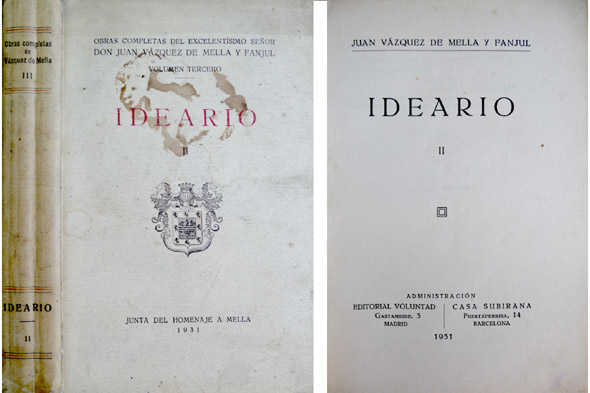 Obras completas
de
Vázquez de Mella
III
IDEARIO
II
OBRAS COMPLETAS DEL EXCELENTÍSIMO SEÑOR
DON JUAN VÁZQUEZ DE MELLA Y FANJUL
VOLUMEN TERCERO
IDEARIO
II
JUNTA DEL HOMENAJE A MELLA
1931
JUAN VÁZQUEZ DE MELLA Y FANJUL
IDEARIO
II
ADMINISTRACIÓN
EDITORIAL VOLUNTAD
Gaztambide, 3
MADRID
CASA SUBIRANA
Puertaferrisa, 14
BARCELONA
1931